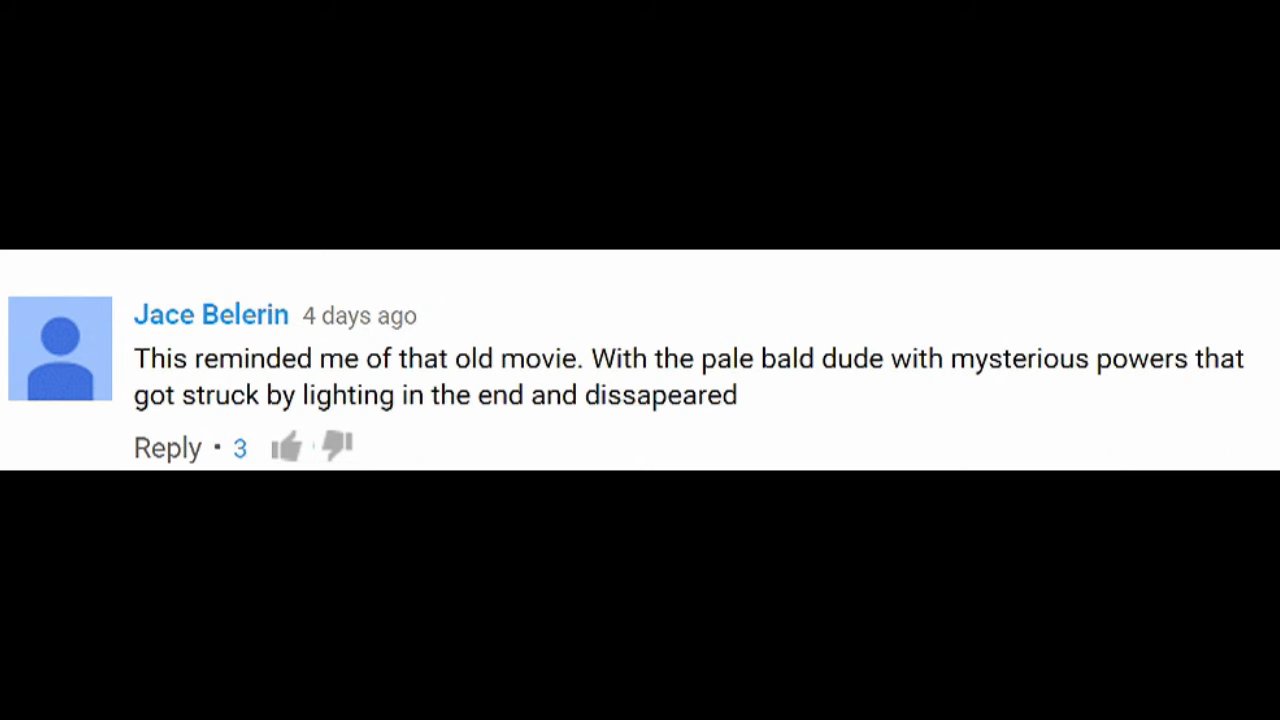 Jace Belerin 4 days ago
This reminded me of that old movie. With the pale bald dude with mysterious powers that
got struck by lighting in the end and dissapeared
Reply • 3